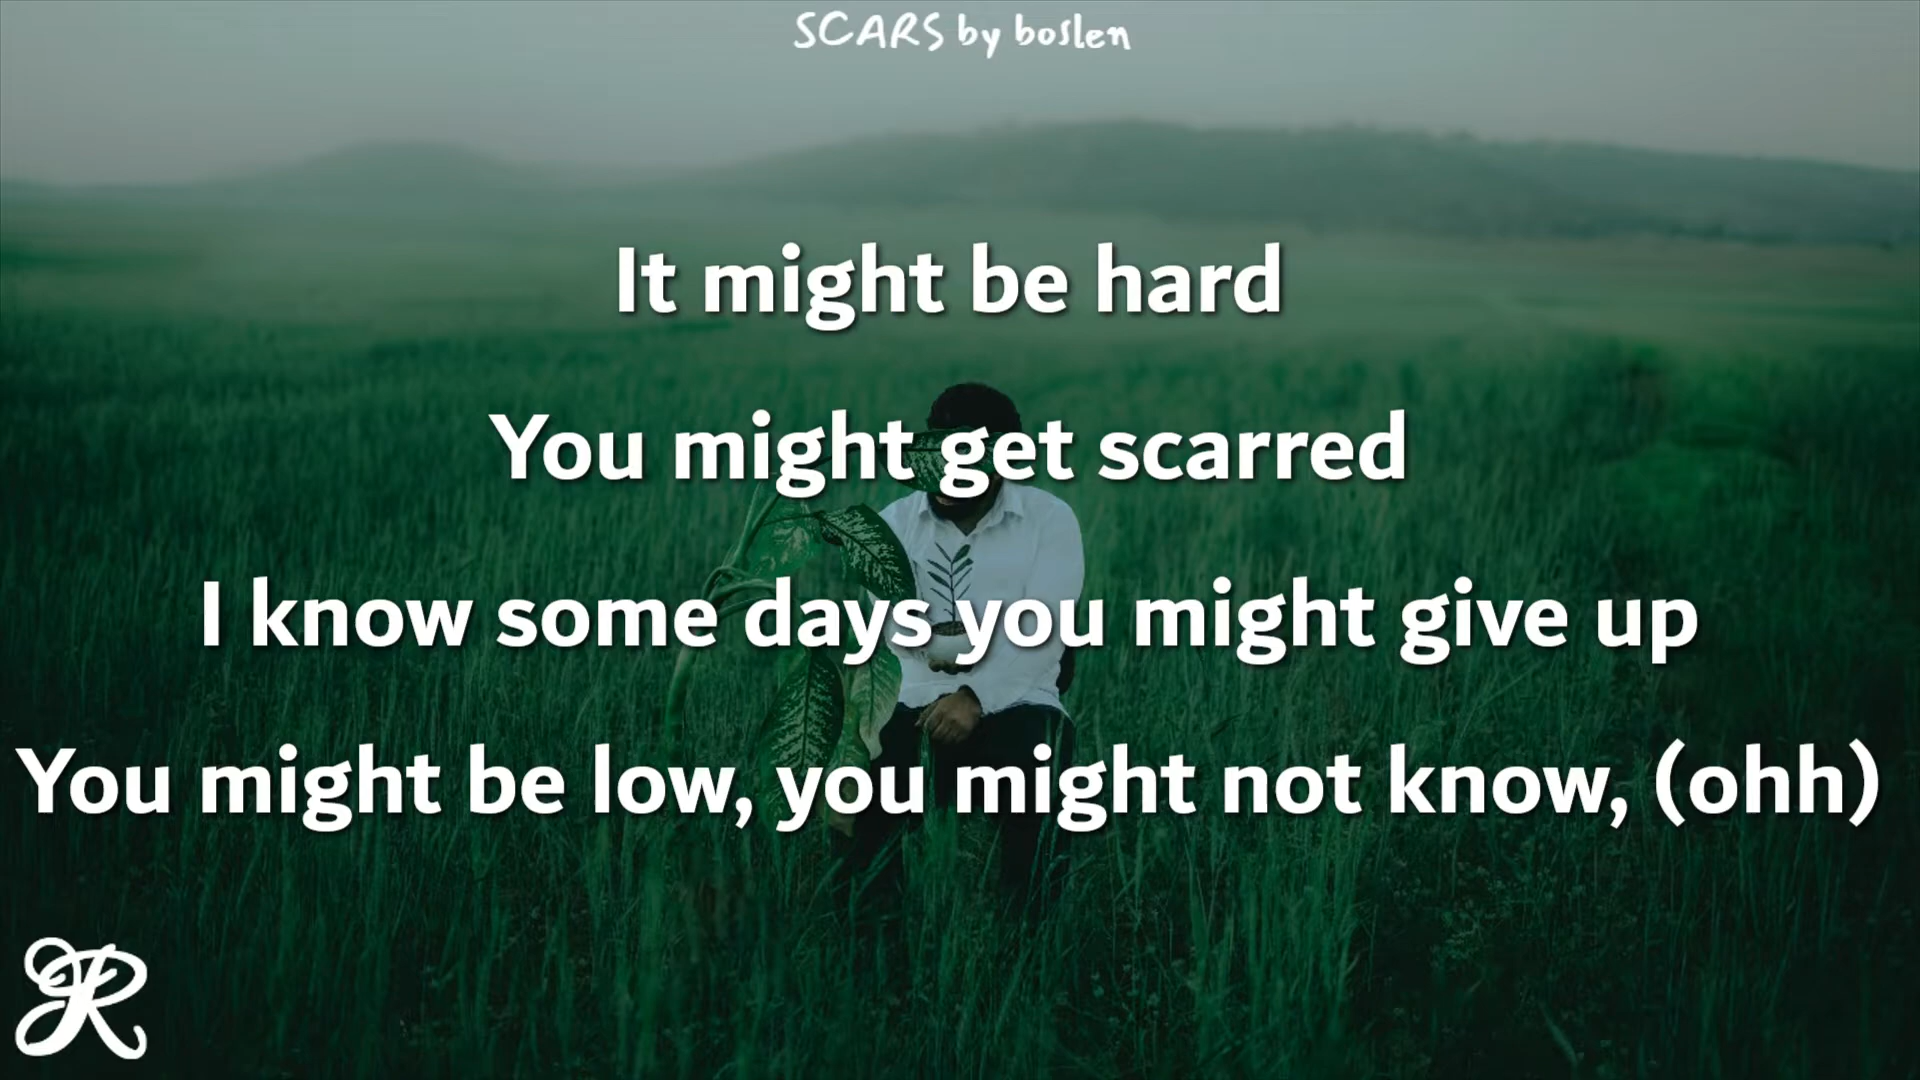 SCARS by boslen
It might be hard
You might get scarred
I know some days you might give up
You might be low, you might not know, (ohh)
R